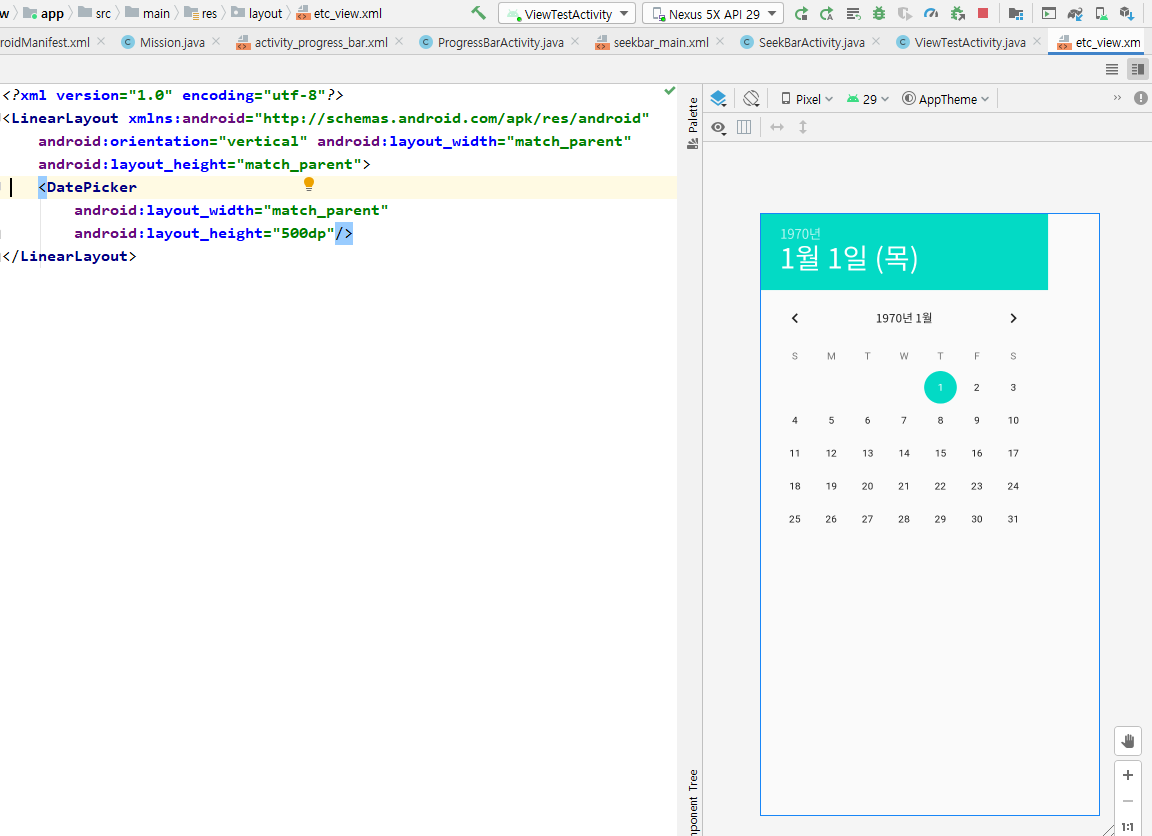 w app src main res layout etc_view.xml ViewTestActivity Nexus 5X API 29
roidManifest.xml Mission.java activity_progress_bar.xml ProgressBarActivity.java seekbar_main.xml SeekBarActivity.java ViewTestActivity.java etc_view.xm
<?xml version="1.0" encoding="utf-8"?>
<LinearLayout xmlns:android="http://schemas.android.com/apk/res/android"
android:orientation="vertical" android:layout_width="match_parent"
android:layout_height="match_parent">
<DatePicker
android:layout_width="match_parent"
android:layout_height="500dp"/>
</LinearLayout>
Palette
Pixel 29 AppTheme
1970년
1월 1일 (목)
1970년 1월
S M T W T F S
1 2 3
4 5 6 7 8 9 10
11 12 13 14 15 16 17
18 19 20 21 22 23 24
25 26 27 28 29 30 31
nponent Tree
1:1